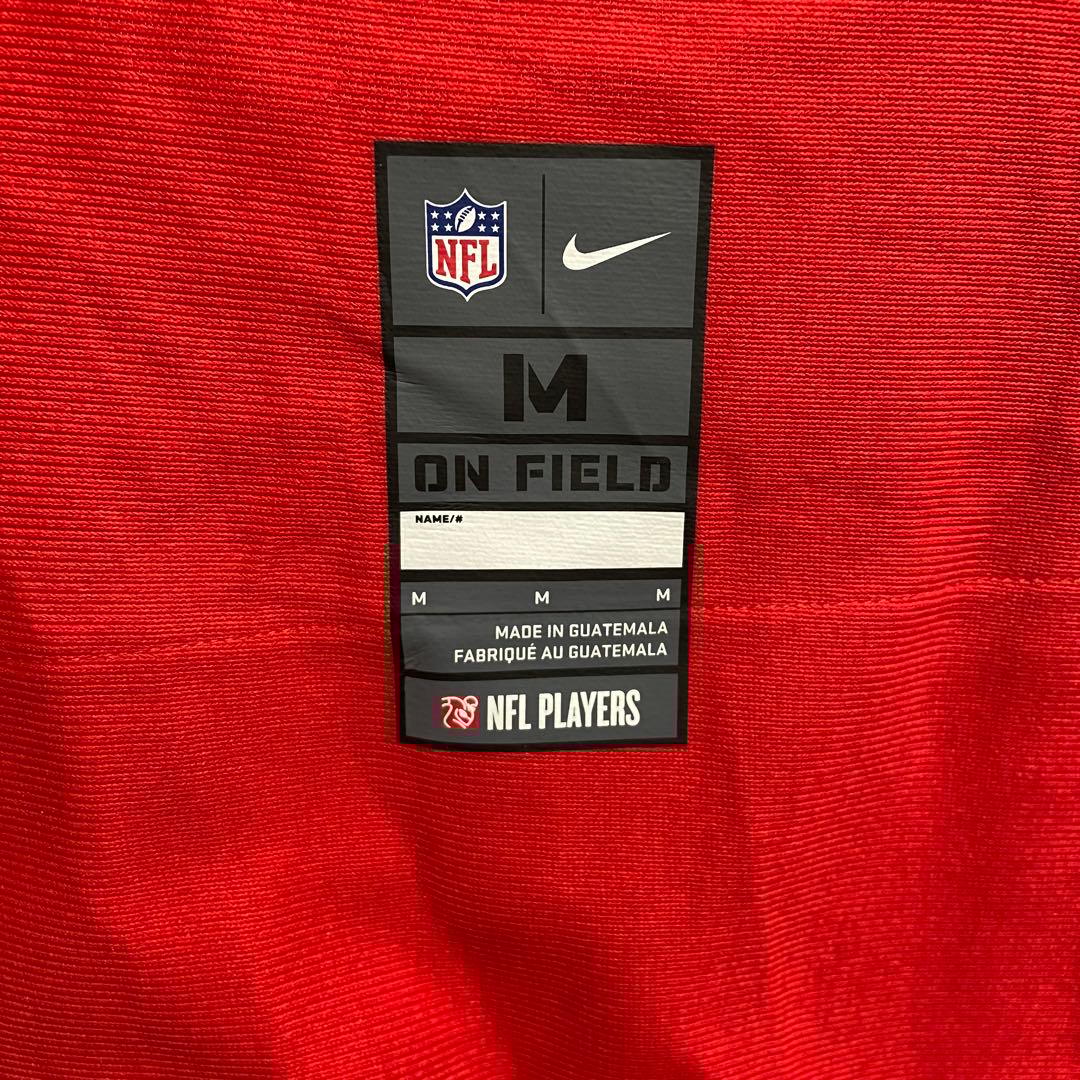 NFL
M
ON FIELD
NAME/#
M M M
MADE IN GUATEMALA
FABRIQUÉ AU GUATEMALA
NFL PLAYERS